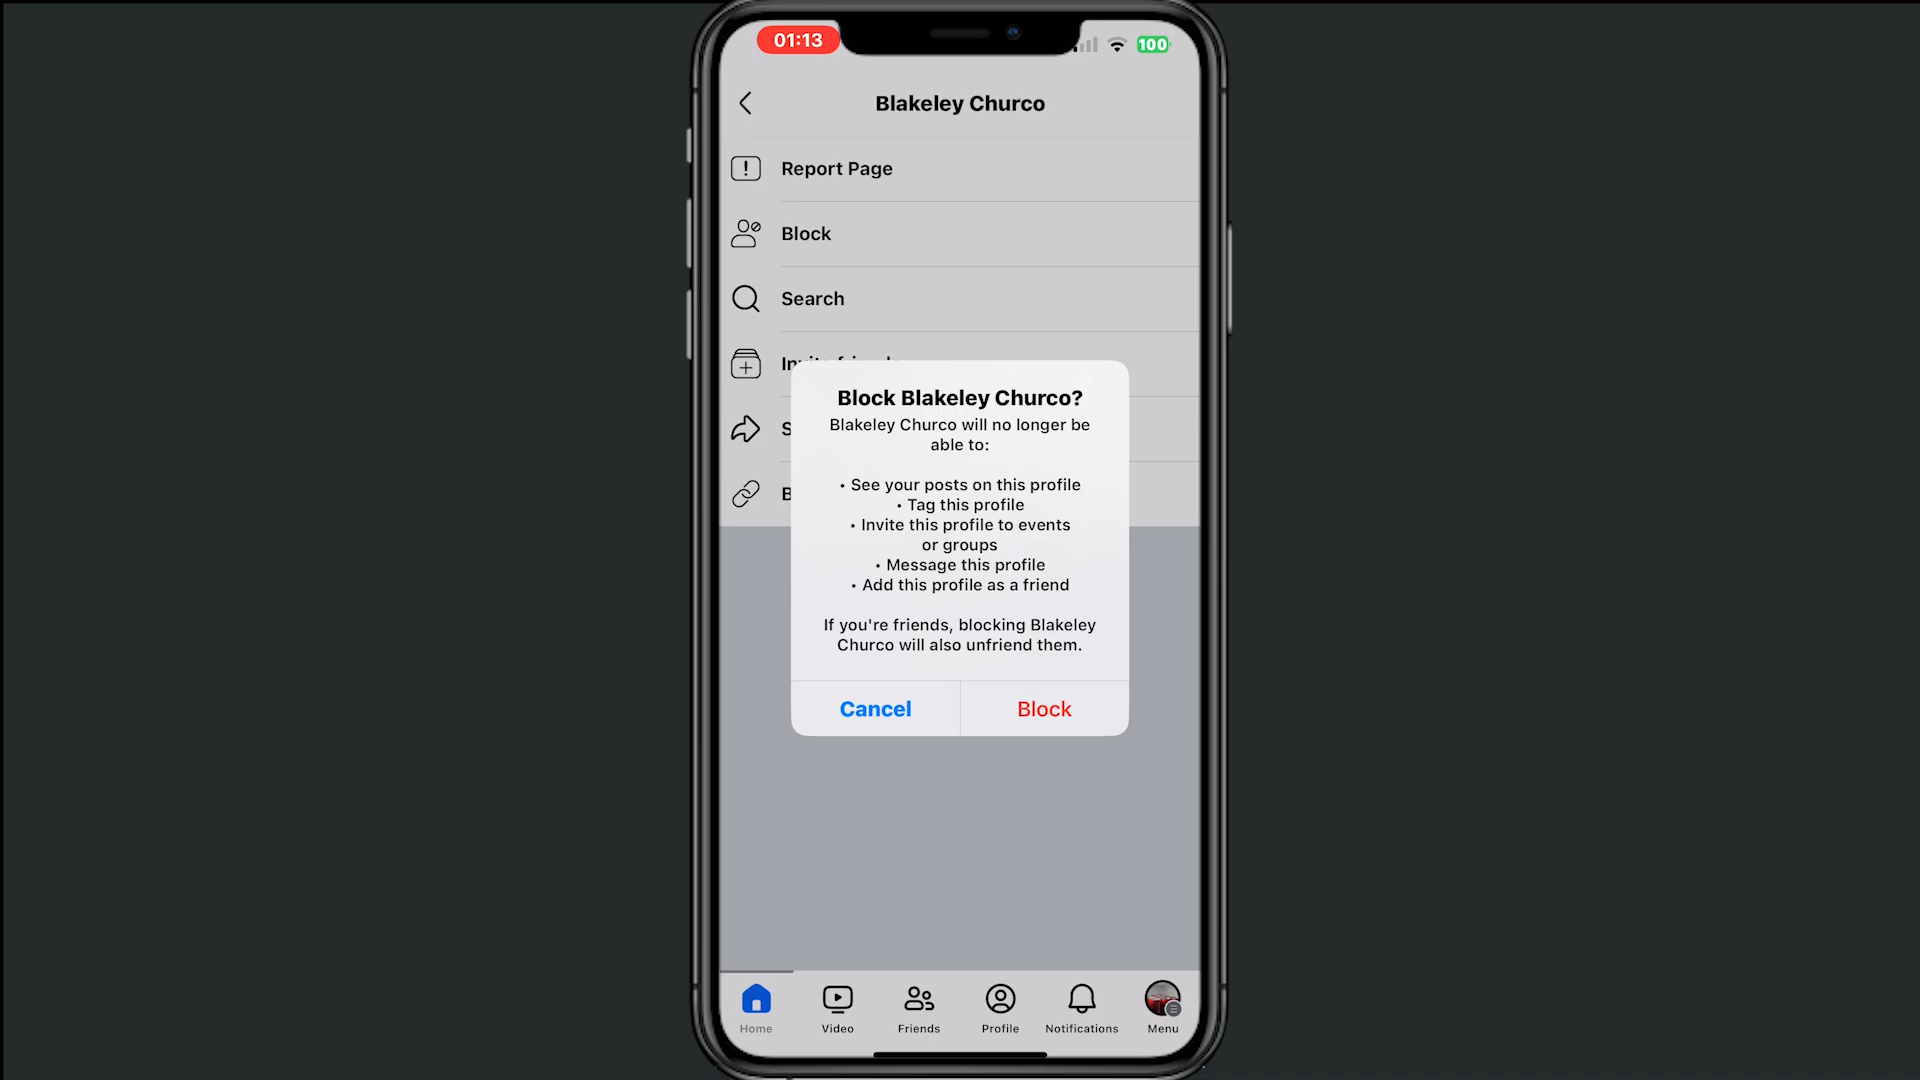 01:13
100
Blakeley Churco
Report Page
Block
Search
Block Blakeley Churco?
Blakeley Churco will no longer be
able to:
• See your posts on this profile
• Tag this profile
• Invite this profile to events
or groups
• Message this profile
• Add this profile as a friend
If you're friends, blocking Blakeley
Churco will also unfriend them.
Cancel
Block
Home
Video
Friends
Profile
Notifications
Menu